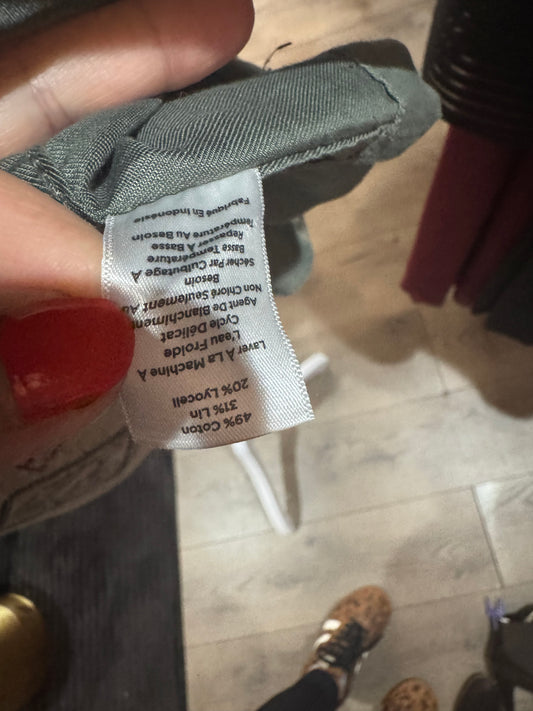 49% Coton
31% Lin
20% Lyocell
Laver À La Machine À
L'eau Froide
Cycle Délicat
Agent De Blanchiment
Non Chloré Seulement Au
Besoin
Sécher Par Culbutage À
Basse Température
Repasser À Basse
Température Au Besoin
Fabriqué En Indonésie